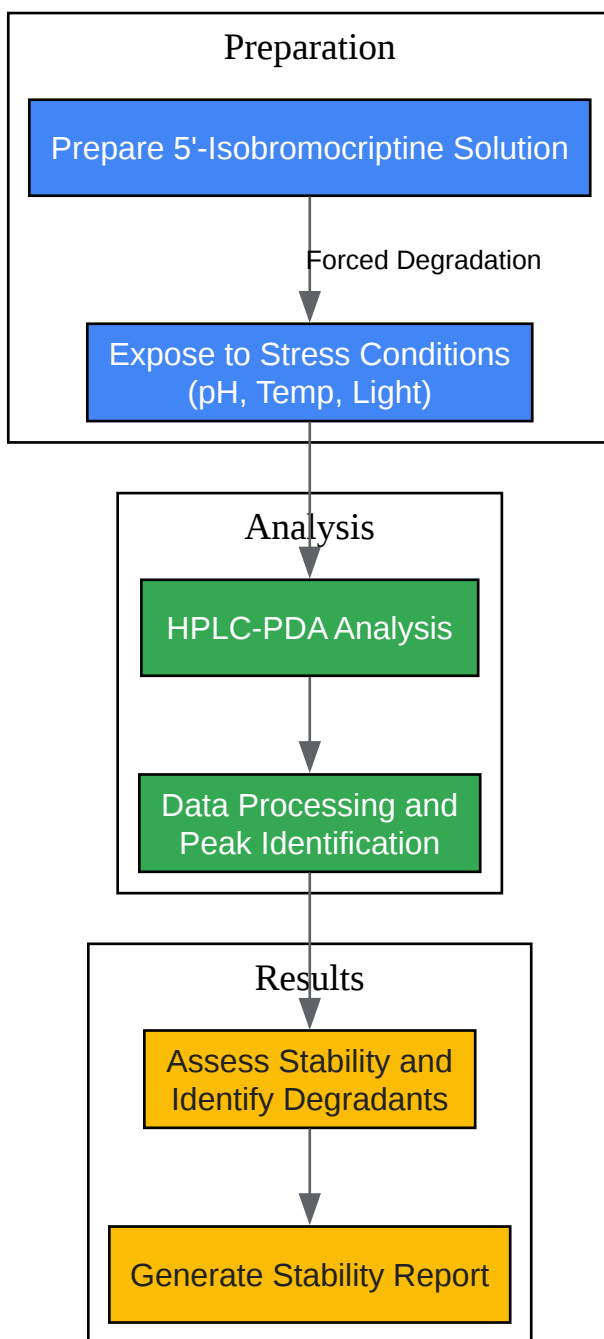 Preparation
Prepare 5'-Isobromocriptine Solution
Forced Degradation
Expose to Stress Conditions
(pH, Temp, Light)
Analysis
HPLC-PDA Analysis
Data Processing and
Peak Identification
Results
Assess Stability and
Identify Degradants
Generate Stability Report